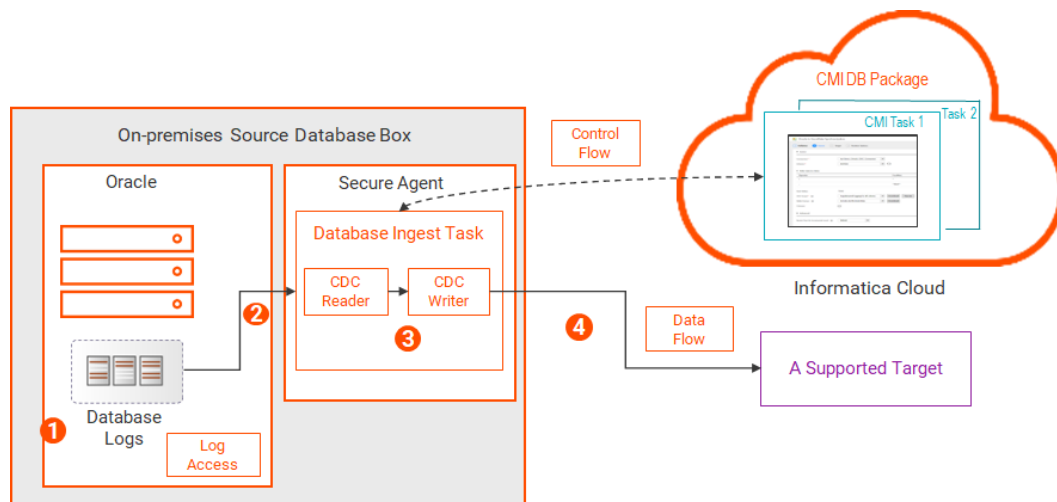 On-premises Source Database Box
Oracle
Database
Logs
1
Log
Access
2
Secure Agent
Database Ingest Task
CDC
Reader
CDC
Writer
3
4
Control
Flow
Data
Flow
CMI DB Package
Task 2
CMI Task 1
Informatica Cloud
A Supported Target